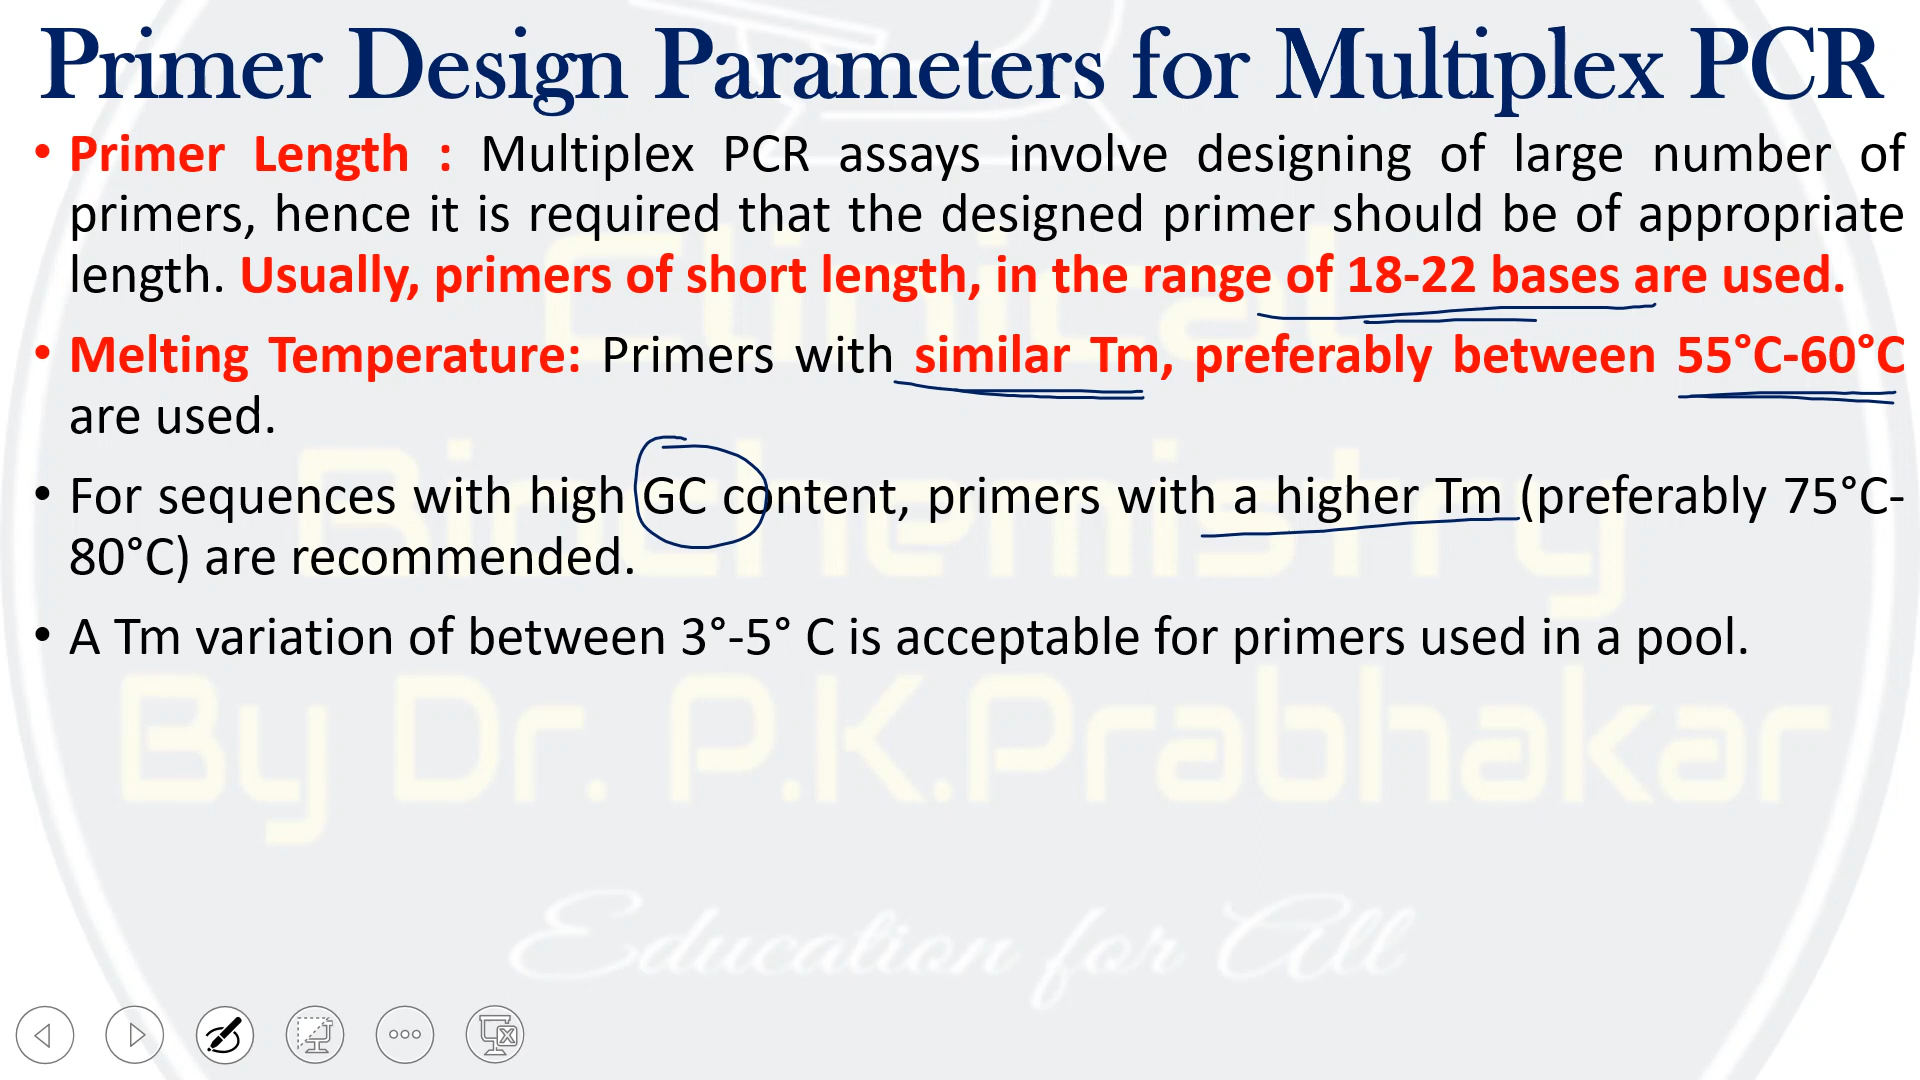 Primer Design Parameters for Multiplex PCR
• Primer Length : Multiplex PCR assays involve designing of large number of
primers, hence it is required that the designed primer should be of appropriate
length. Usually, primers of short length, in the range of 18-22 bases are used.
• Melting Temperature: Primers with similar Tm, preferably between 55°C-60°C
are used.
• For sequences with high GC content, primers with a higher Tm (preferably 75°C-
80°C) are recommended.
• A Tm variation of between 3°-5° C is acceptable for primers used in a pool.
Clinical
Biochemistry
By Dr. P.K.Prabhakar
Education for All